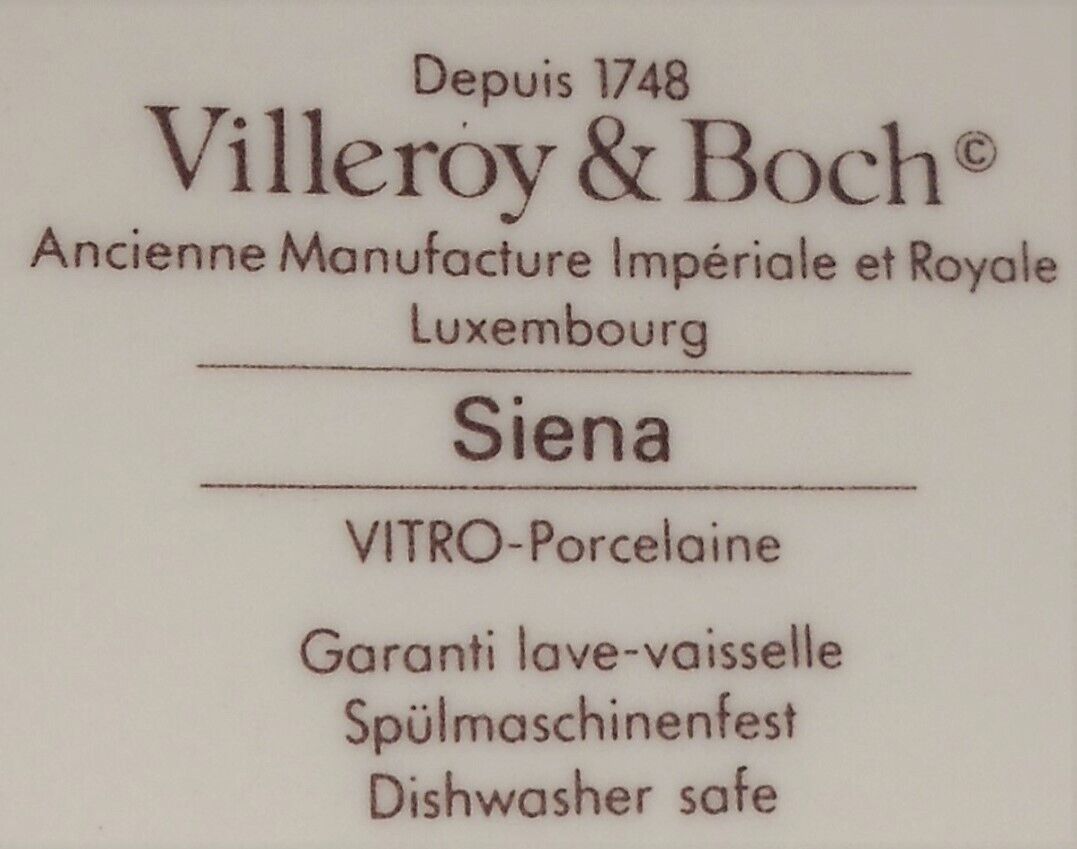 Depuis 1748
Villeroy & Boch©
Ancienne Manufacture Impériale et Royale
Luxembourg
Siena
VITRO-Porcelaine
Garanti lave-vaisselle
Spülmaschinenfest
Dishwasher safe